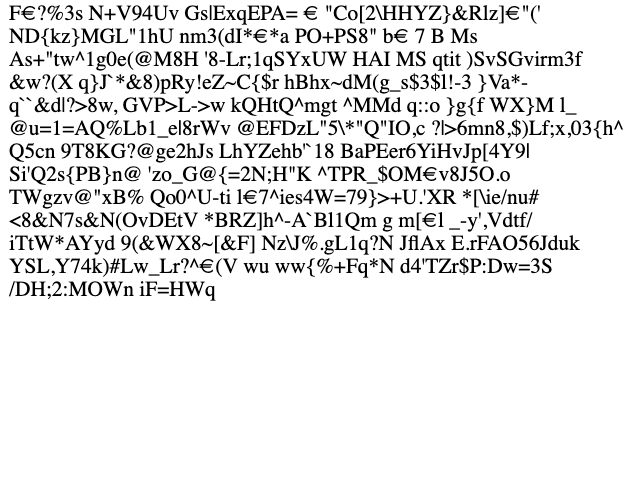 F€?%3s N+V94Uv Gs|ExqEPA= € "Co[2\HHYZ}&Rlz]€"('
ND{kz}MGL"1hU nm3(dI*€*a PO+PS8" b€ 7 B Ms
As+"tw^1g0e(@M8H '8-Lr;1qSYxUW HAI MS qtit )SvSGvirm3f
&w?(X q}J`*&8)pRy!eZ~C{$r hBhx~dM(g_s$3$l!-3 }Va*-
q``&d|?>8w, GVP>L->w kQHtQ^mgt ^MMd q::o }g{f WX}M l_
@u=1=AQ%Lb1_e|8rWv @EFDzL"5\*"Q"IO,c ?|>6mn8,$)Lf;x,03{h^
Q5cn 9T8KG?@ge2hJs LhYZehb'`18 BaPEer6YiHvJp[4Y9|
Si'Q2s{PB}n@ 'zo_G@{=2N;H"K ^TPR_$OM€v8J5O.o
TWgzv@"xB% Qo0^U-ti l€7^ies4W=79}>+U.'XR *[\ie/nu#
<8&N7s&N(OvDEtV *BRZ]h^-A`Bl1Qm g m[€l _-y',Vdtf/
iTtW*AYyd 9(&WX8~[&F] Nz\J%.gL1q?N JflAx E.rFAO56Jduk
YSL,Y74k)#Lw_Lr?^€(V wu ww{%+Fq*N d4'TZr$P:Dw=3S
/DH;2:MOWn iF=HWq